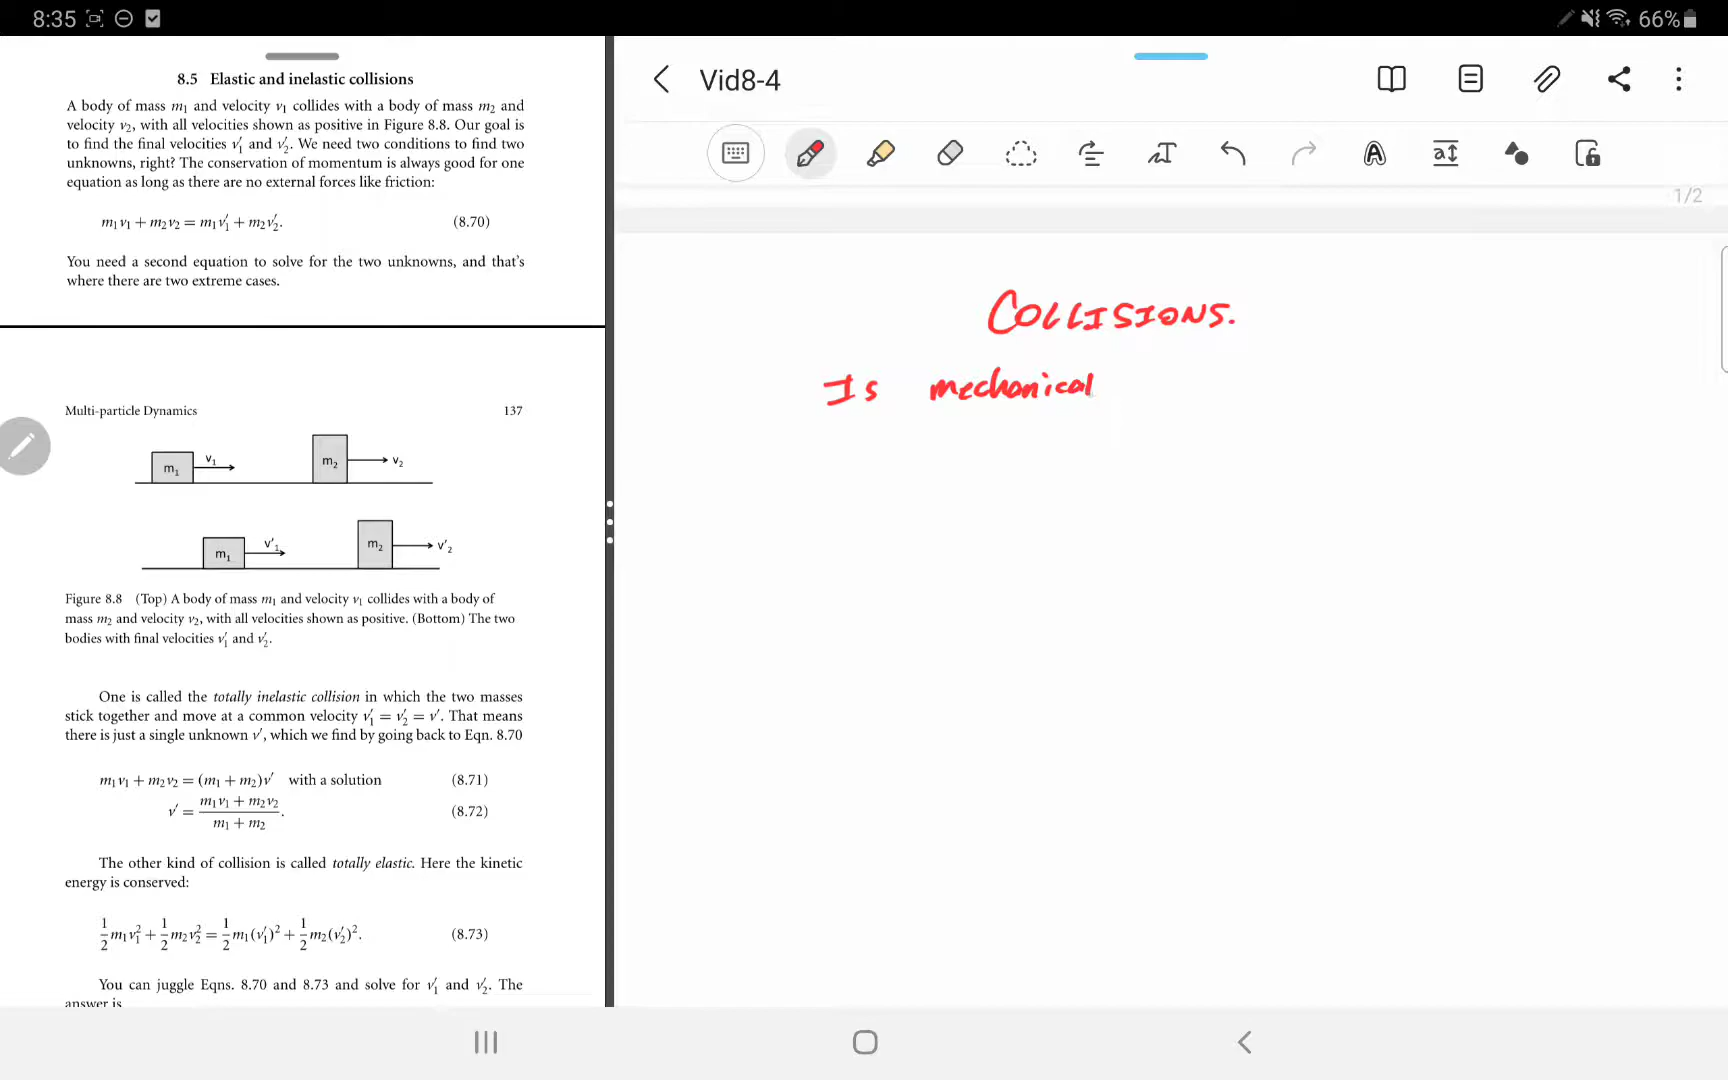 8:35
66%
8.5 Elastic and inelastic collisions
A body of mass m₁ and velocity v₁ collides with a body of mass m₂ and
velocity v₂, with all velocities shown as positive in Figure 8.8. Our goal is
to find the final velocities v′₁ and v′₂. We need two conditions to find two
unknowns, right? The conservation of momentum is always good for one
equation as long as there are no external forces like friction:
m₁v₁ + m₂v₂ = m₁v′₁ + m₂v′₂. (8.70)
You need a second equation to solve for the two unknowns, and that's
where there are two extreme cases.
Multi-particle Dynamics 137
m₁ v₁ m₂ v₂
m₁ v'₁ m₂ v'₂
Figure 8.8 (Top) A body of mass m₁ and velocity v₁ collides with a body of
mass m₂ and velocity v₂, with all velocities shown as positive. (Bottom) The two
bodies with final velocities v′₁ and v′₂.
One is called the totally inelastic collision in which the two masses
stick together and move at a common velocity v′₁ = v′₂ = v′. That means
there is just a single unknown v′, which we find by going back to Eqn. 8.70
m₁v₁ + m₂v₂ = (m₁ + m₂)v′ with a solution (8.71)
v′ = (m₁v₁ + m₂v₂)/(m₁ + m₂). (8.72)
The other kind of collision is called totally elastic. Here the kinetic
energy is conserved:
½m₁v₁² + ½m₂v₂² = ½m₁(v′₁)² + ½m₂(v′₂)². (8.73)
You can juggle Eqns. 8.70 and 8.73 and solve for v′₁ and v′₂. The
answer is
Vid8-4
1/2
COLLISIONS.
Is mechanical